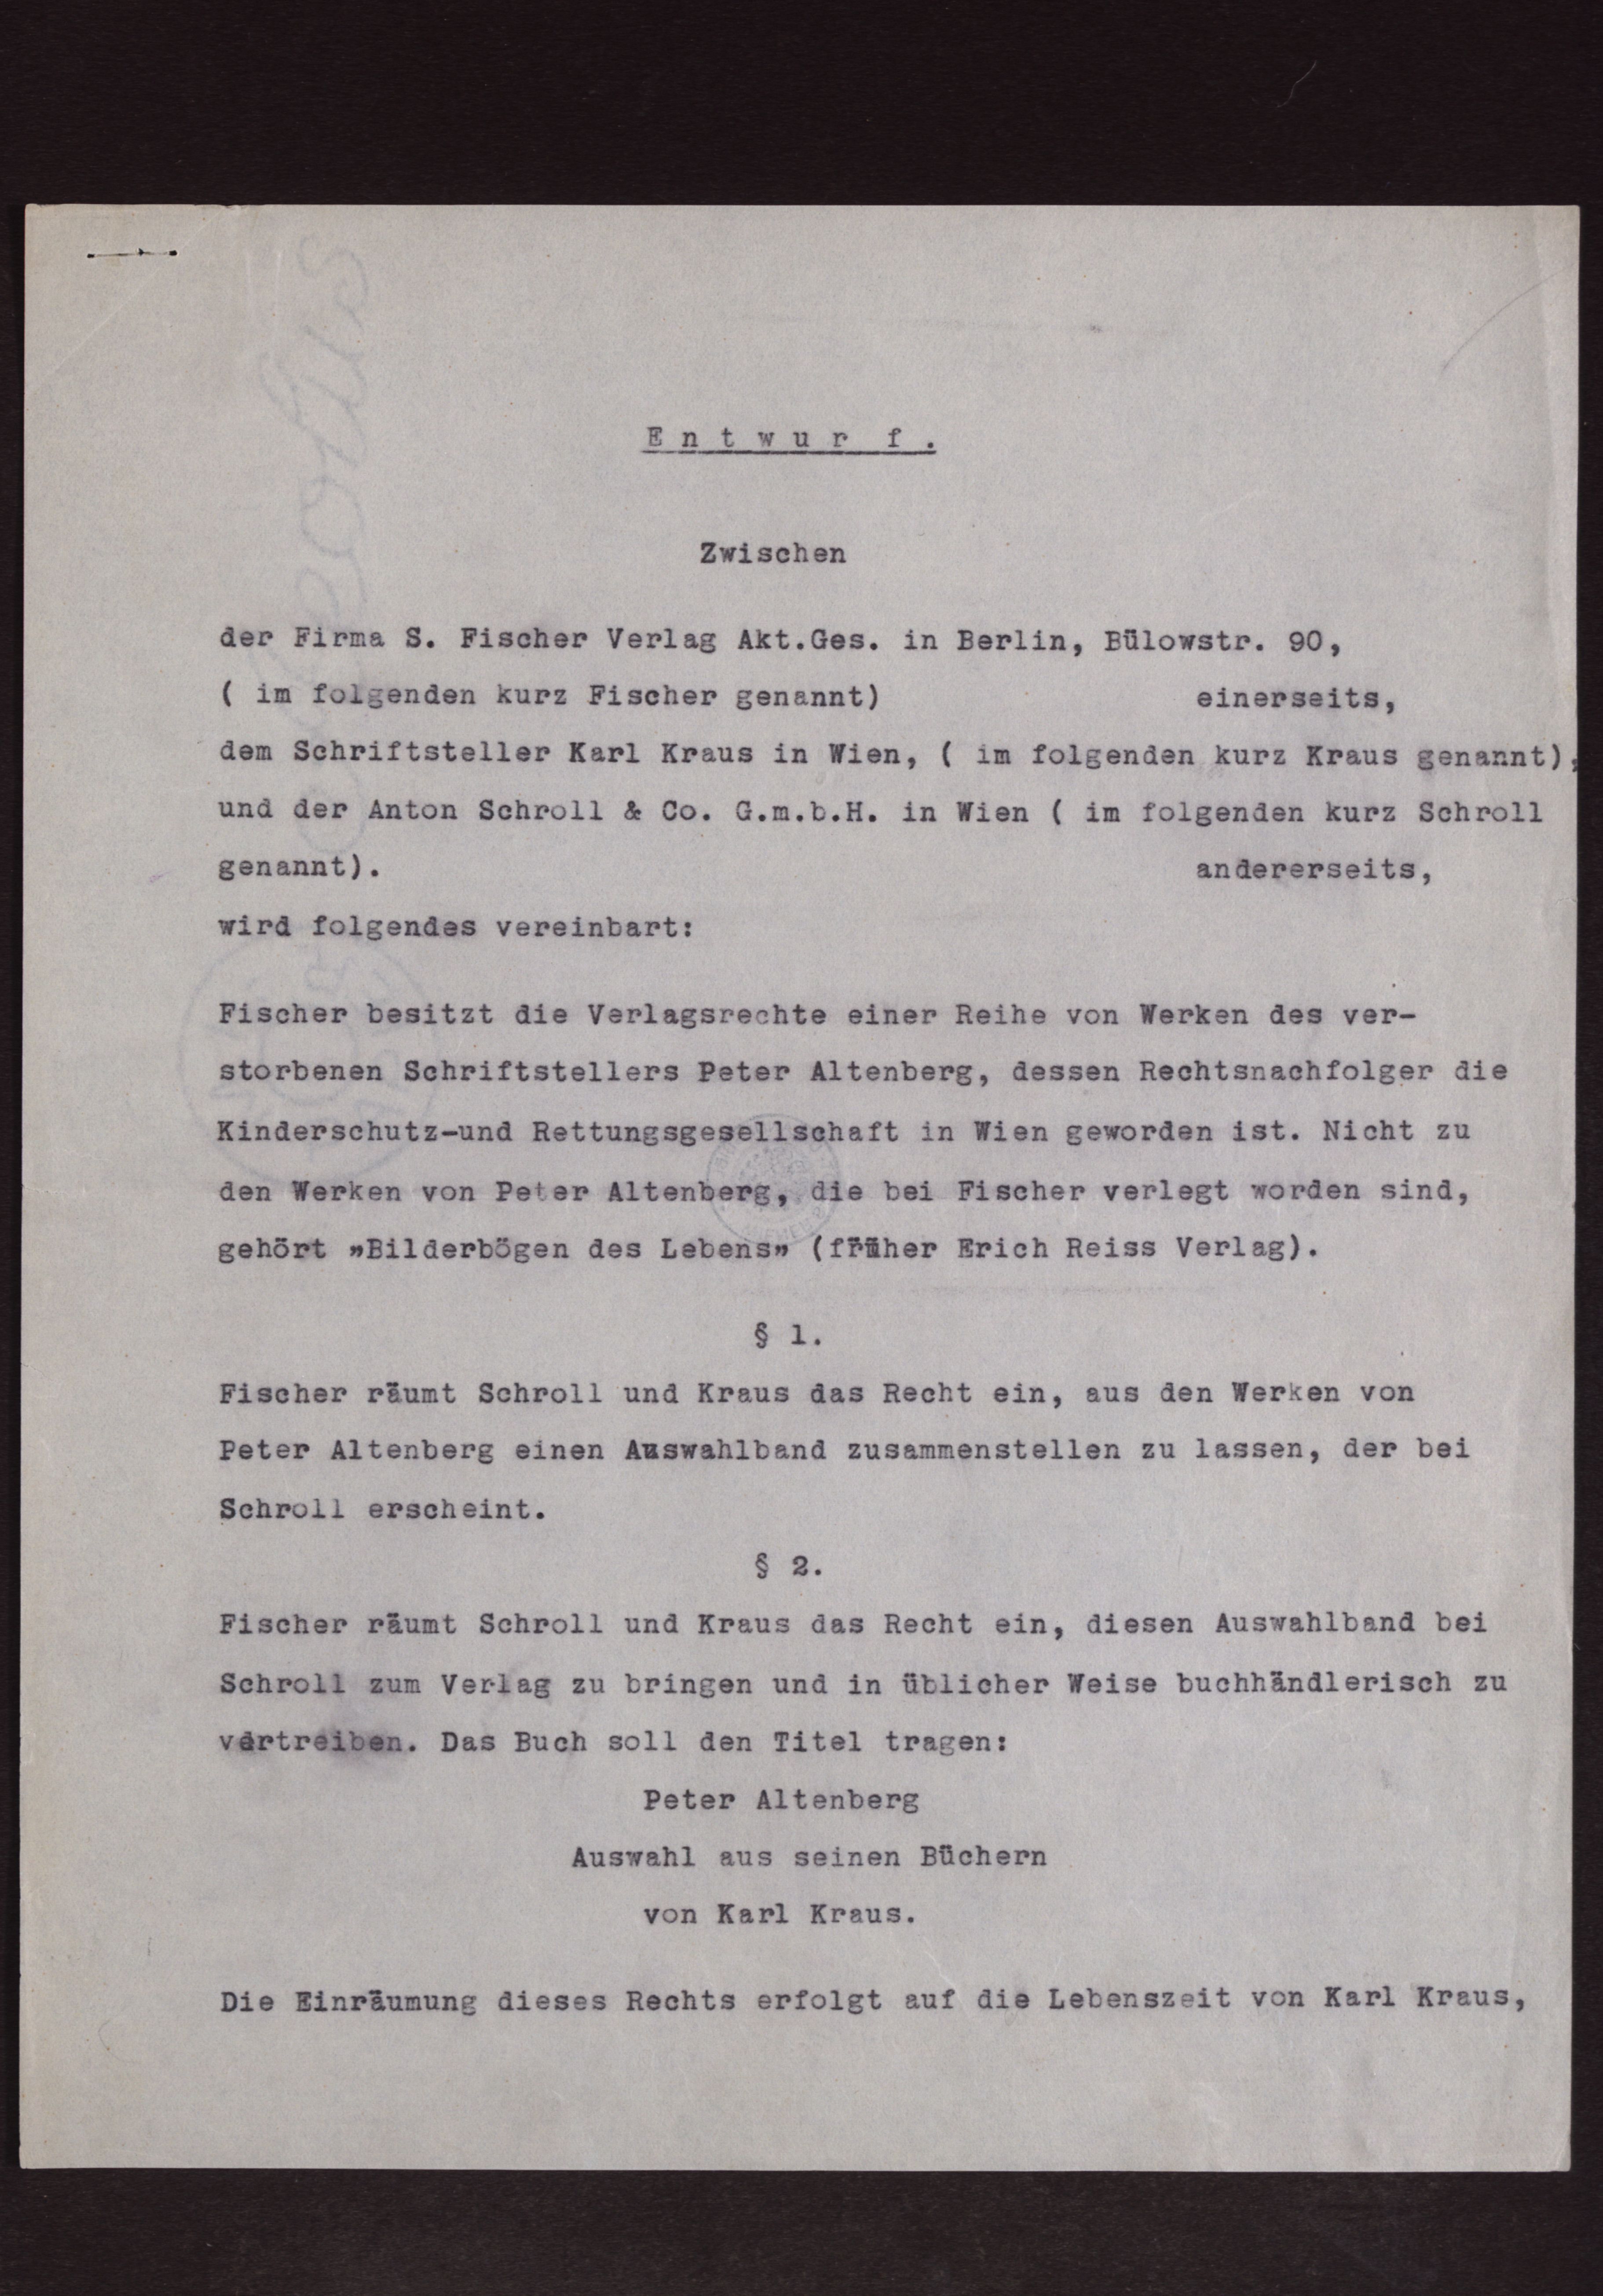 Entwurf.
Zwischen
der Firma S. Fischer Verlag Akt.Ges. in Berlin, Bülowstr. 90,
( im folgenden kurz Fischer genannt) einerseits,
dem Schriftsteller Karl Kraus in Wien, ( im folgenden kurz Kraus genannt),
und der Anton Schroll & Co. G.m.b.H. in Wien ( im folgenden kurz Schroll
genannt). andererseits,
wird folgendes vereinbart:
Fischer besitzt die Verlagsrechte einer Reihe von Werken des ver-
storbenen Schriftstellers Peter Altenberg, dessen Rechtsnachfolger die
Kinderschutz-und Rettungsgesellschaft in Wien geworden ist. Nicht zu
den Werken von Peter Altenberg, die bei Fischer verlegt worden sind,
gehört „Bilderbögen des Lebens„ (früher Erich Reiss Verlag).
§ 1.
Fischer räumt Schroll und Kraus das Recht ein, aus den Werken von
Peter Altenberg einen Auswahlband zusammenstellen zu lassen, der bei
Schroll erscheint.
§ 2.
Fischer räumt Schroll und Kraus das Recht ein, diesen Auswahlband bei
Schroll zum Verlag zu bringen und in üblicher Weise buchhändlerisch zu
vertreiben. Das Buch soll den Titel tragen:
Peter Altenberg
Auswahl aus seinen Büchern
von Karl Kraus.
Die Einräumung dieses Rechts erfolgt auf die Lebenszeit von Karl Kraus,